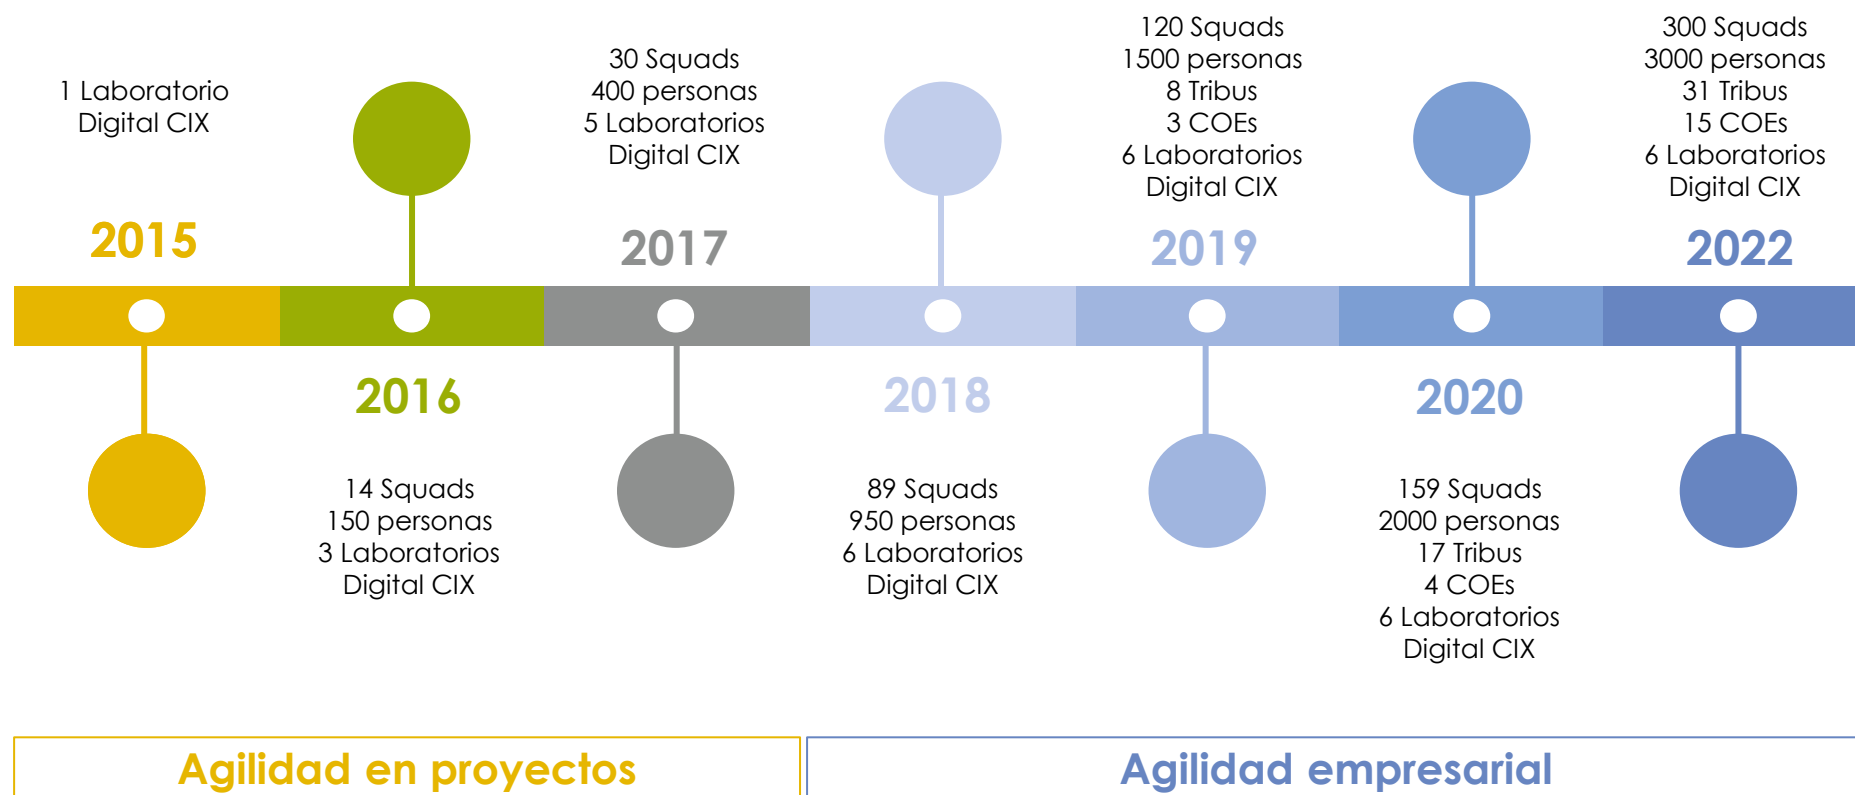 1 Laboratorio
Digital CIX
2015
2016
14 Squads
150 personas
3 Laboratorios
Digital CIX
30 Squads
400 personas
5 Laboratorios
Digital CIX
2017
2018
89 Squads
950 personas
6 Laboratorios
Digital CIX
120 Squads
1500 personas
8 Tribus
3 COEs
6 Laboratorios
Digital CIX
2019
2020
159 Squads
2000 personas
17 Tribus
4 COEs
6 Laboratorios
Digital CIX
300 Squads
3000 personas
31 Tribus
15 COEs
6 Laboratorios
Digital CIX
2022
Agilidad en proyectos
Agilidad empresarial